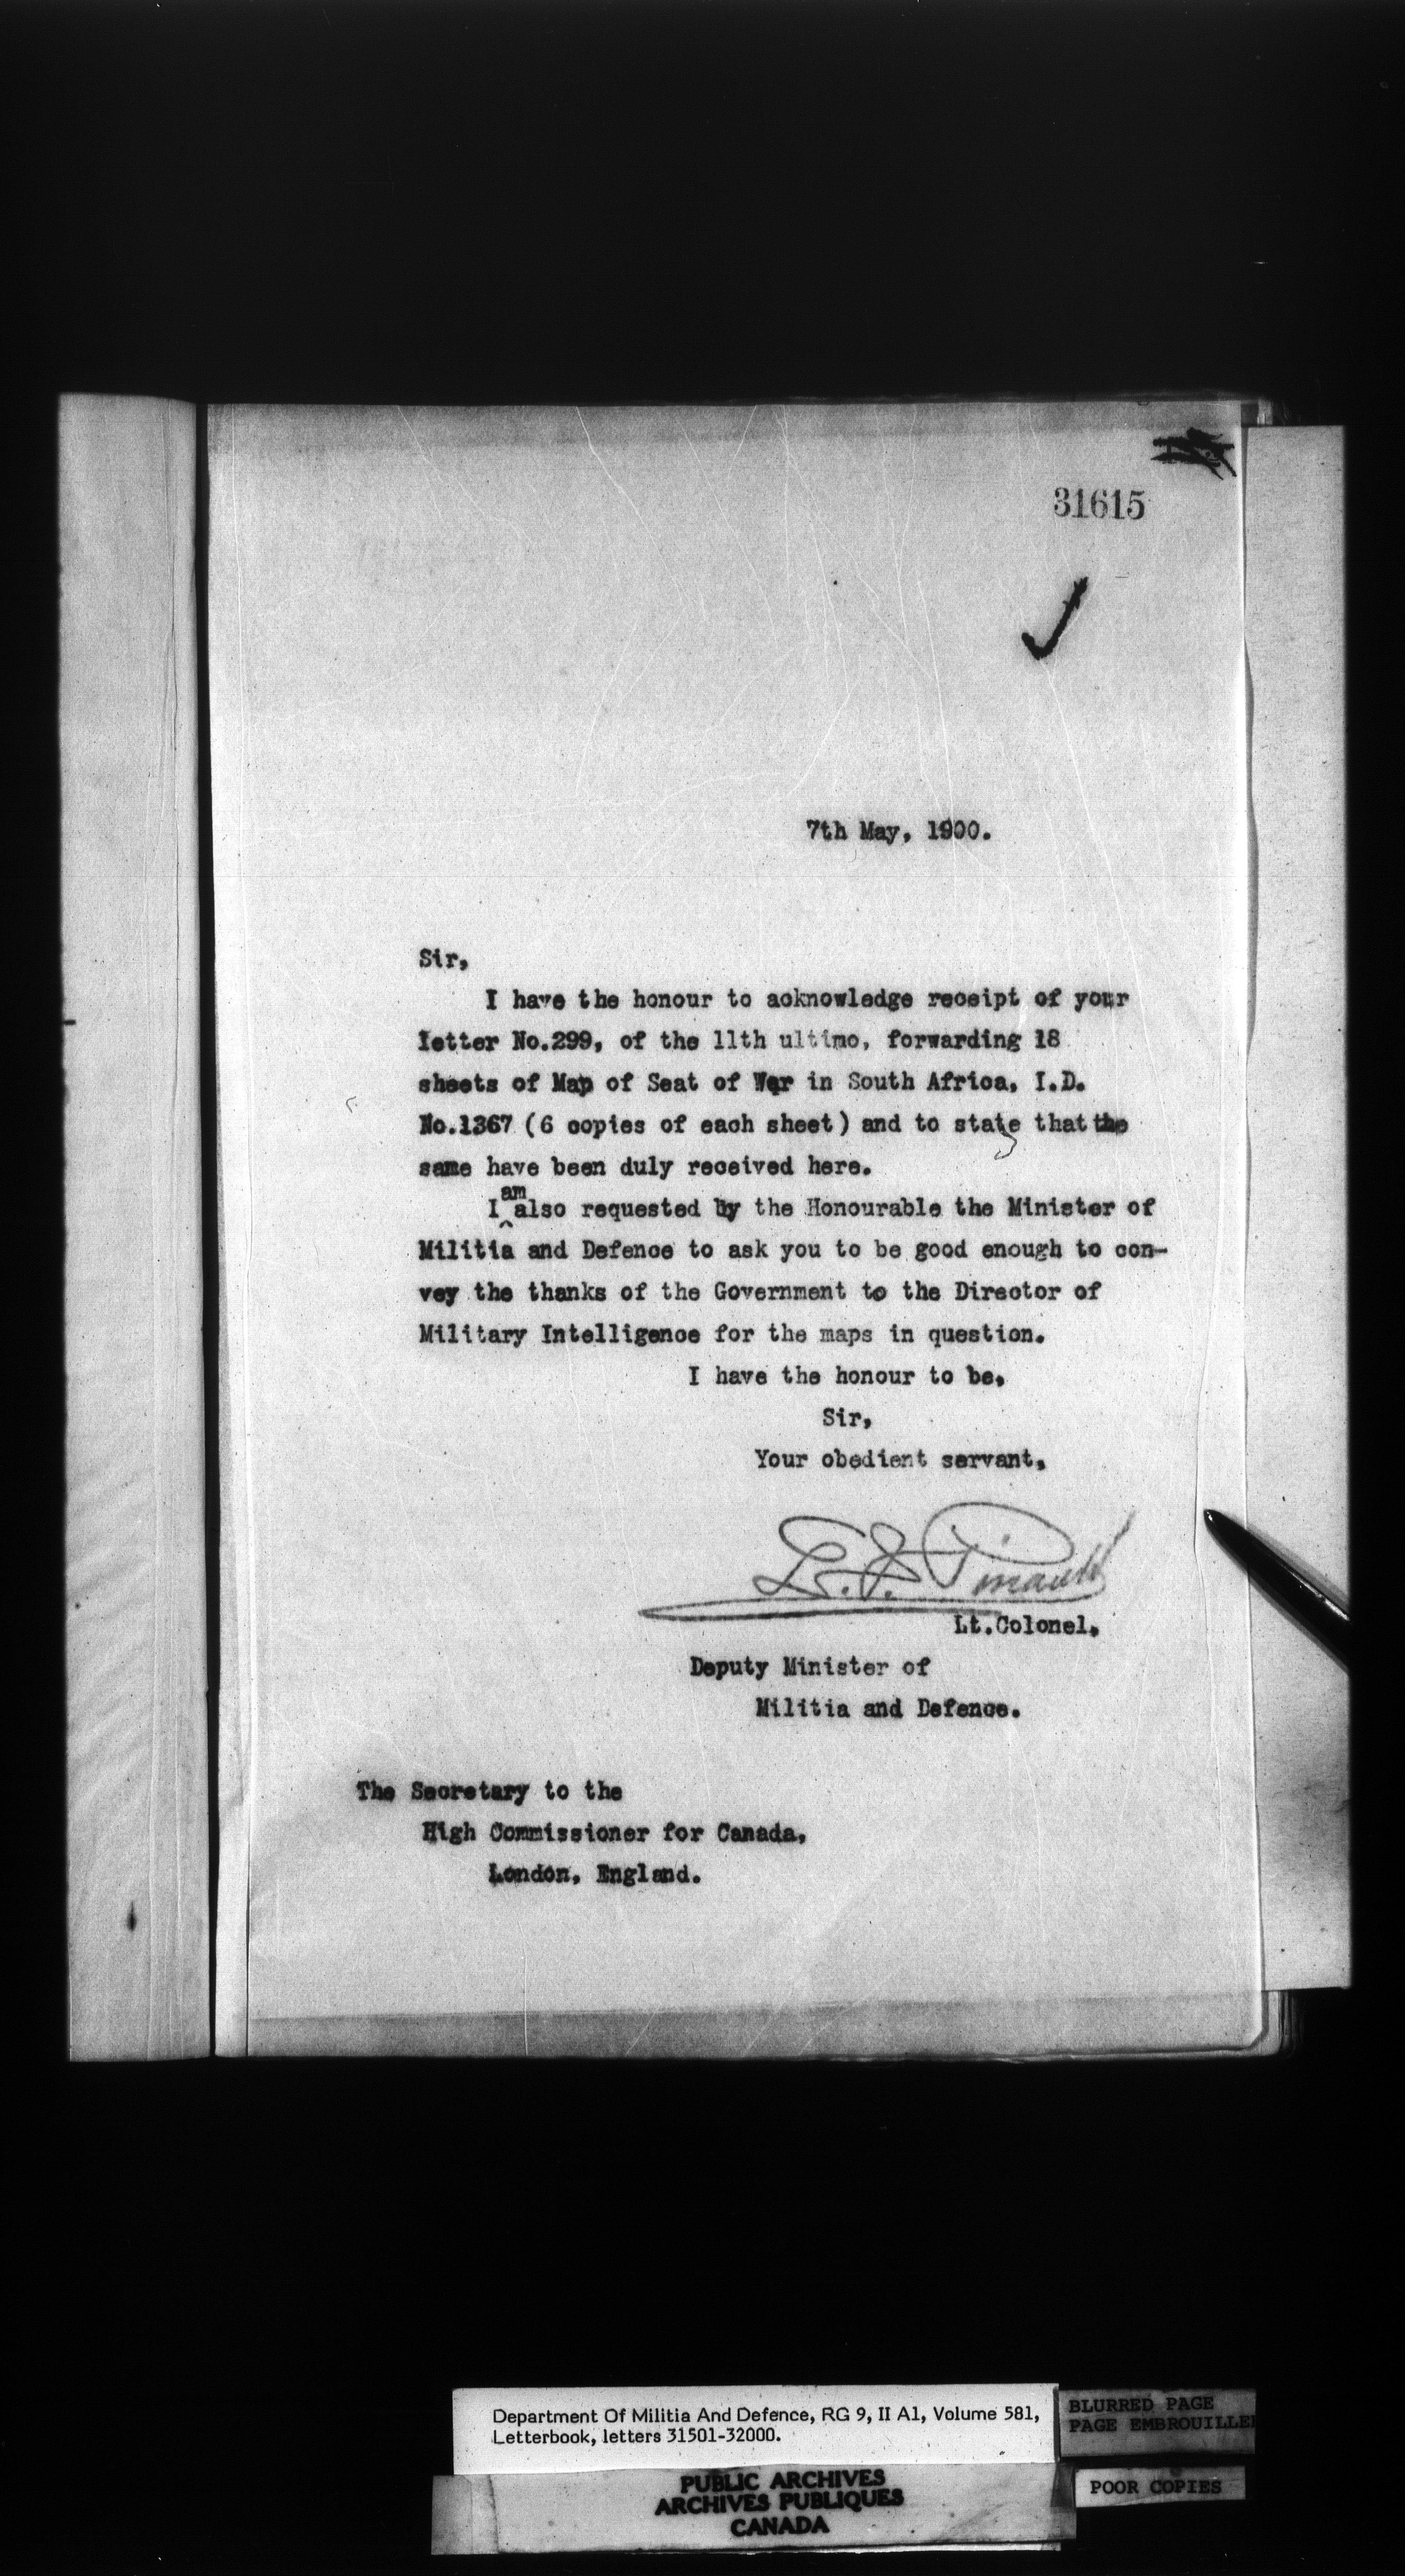 31615
7th May, 1900.
Sir,
I have the honour to acknowledge receipt of your
letter No.299, of the 11th ultimo, forwarding 18
sheets of Map of Seat of War in South Africa, I.D.
No.1367 (6 copies of each sheet) and to state that the
same have been duly received here.
I am also requested by the Honourable the Minister of
Militia and Defence to ask you to be good enough to con-
vey the thanks of the Government to the Director of
Military Intelligence for the maps in question.
I have the honour to be,
Sir,
Your obedient servant,
L. F. Pinault
Lt.Colonel,
Deputy Minister of
Militia and Defence.
The Secretary to the
High Commissioner for Canada,
London, England.
Department Of Militia And Defence, RG 9, II A1, Volume 581,
Letterbook, letters 31501-32000.
BLURRED PAGE
PAGE EMBROUILLEE
POOR COPIES
PUBLIC ARCHIVES
ARCHIVES PUBLIQUES
CANADA